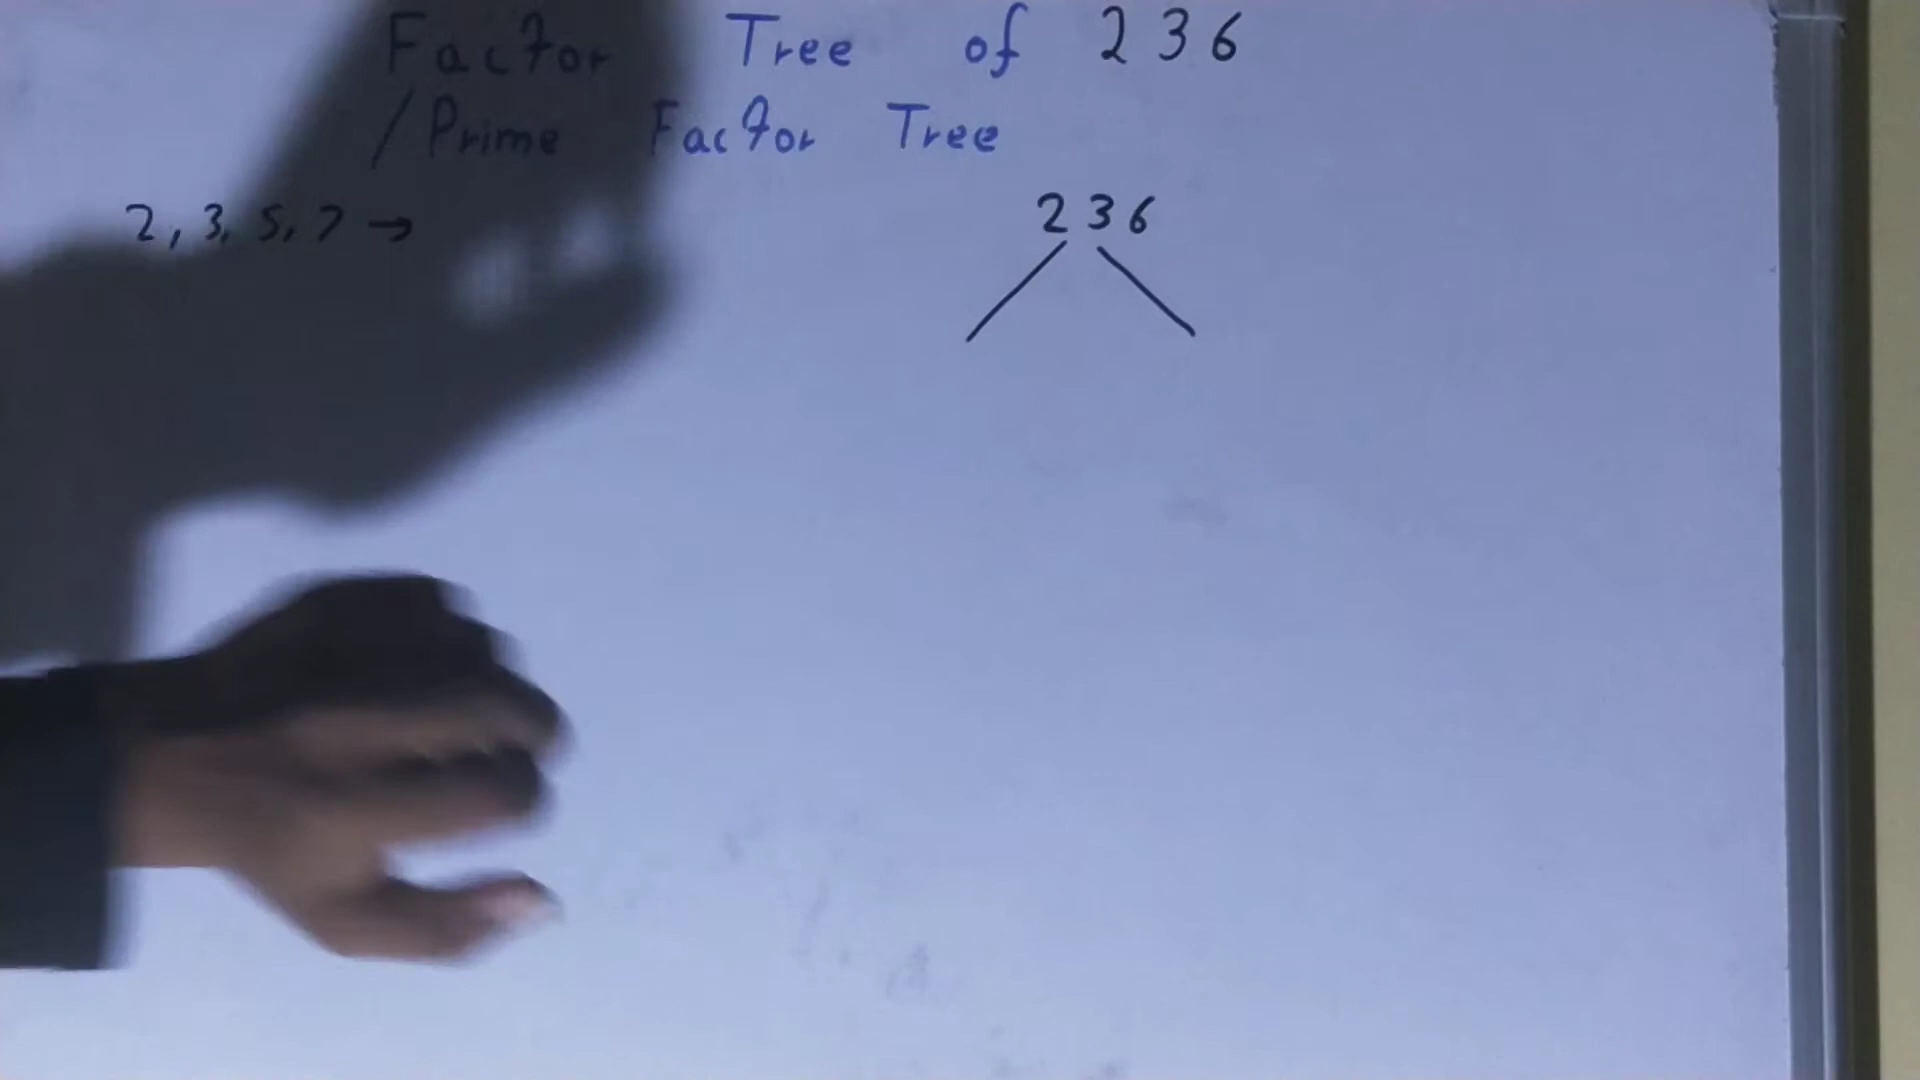 Factor Tree of 236
/Prime Factor Tree
2, 3, 5, 7 →
236